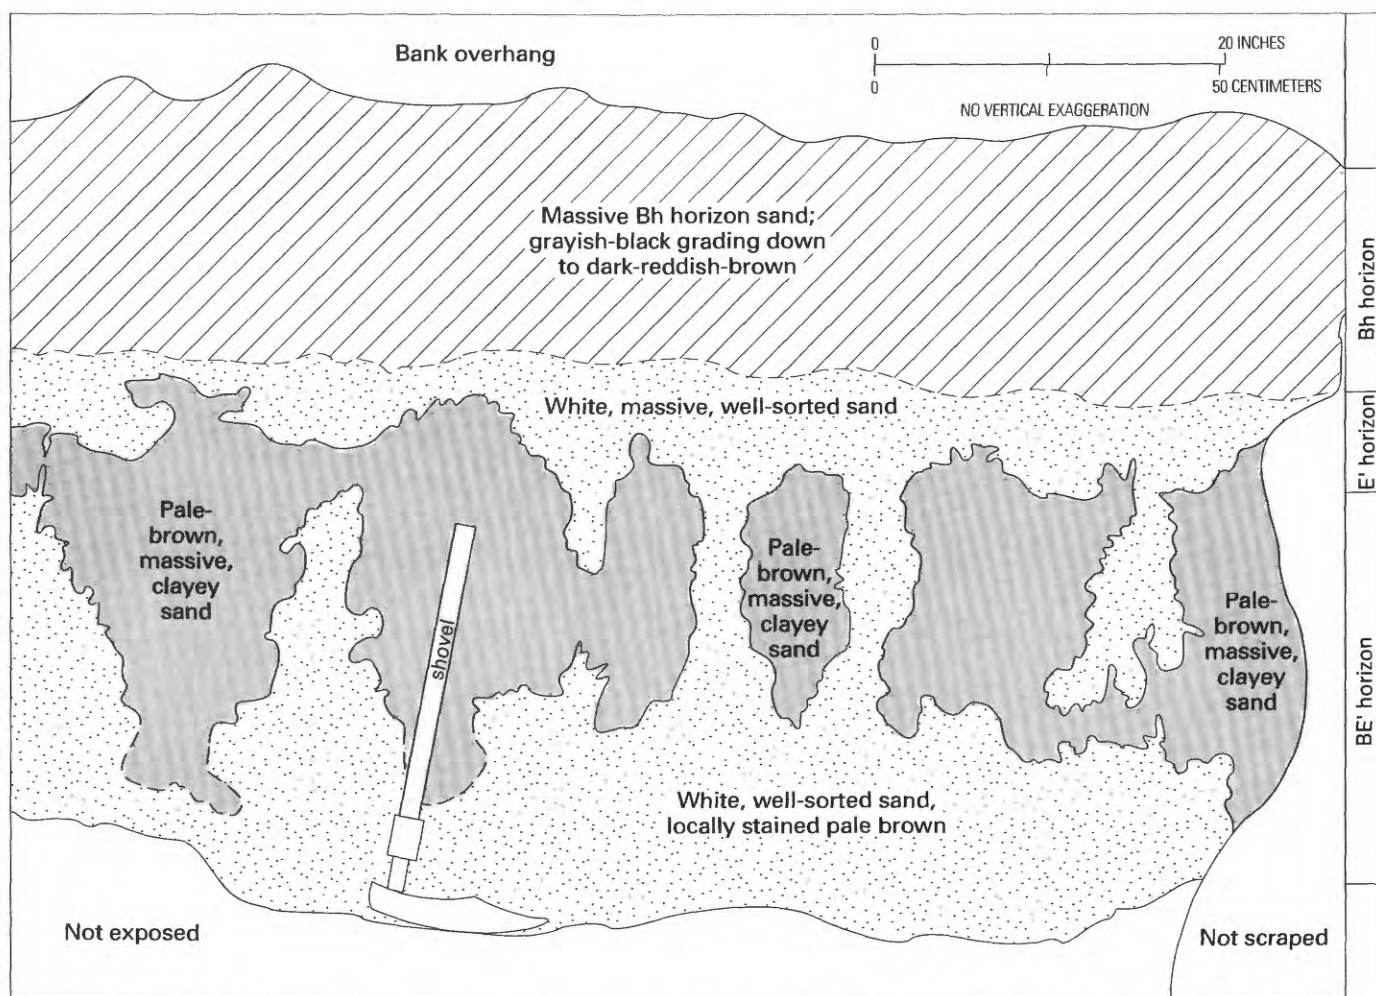 Bank overhang
0 20 INCHES
0 50 CENTIMETERS
NO VERTICAL EXAGGERATION
Massive Bh horizon sand;
grayish-black grading down
to dark-reddish-brown
Bh horizon
White, massive, well-sorted sand
E' horizon
Pale-
brown,
massive,
clayey
sand
shovel
Pale-
brown,
massive,
clayey
sand
Pale-
brown,
massive,
clayey
sand
BE' horizon
White, well-sorted sand,
locally stained pale brown
Not exposed
Not scraped